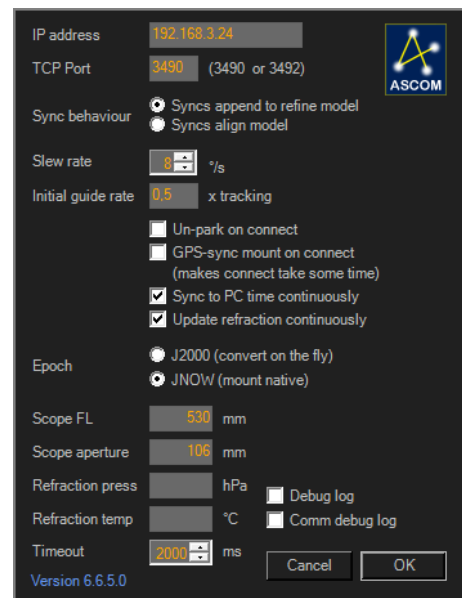 IP address 192.168.3.24
TCP Port 3490 (3490 or 3492)
ASCOM
Sync behaviour Syncs append to refine model
Syncs align model
Slew rate 8 °/s
Initial guide rate 0,5 x tracking
Un-park on connect
GPS-sync mount on connect
(makes connect take some time)
Sync to PC time continuously
Update refraction continuously
Epoch J2000 (convert on the fly)
JNOW (mount native)
Scope FL 530 mm
Scope aperture 106 mm
Refraction press hPa Debug log
Refraction temp °C Comm debug log
Timeout 2000 ms Cancel OK
Version 6.6.5.0